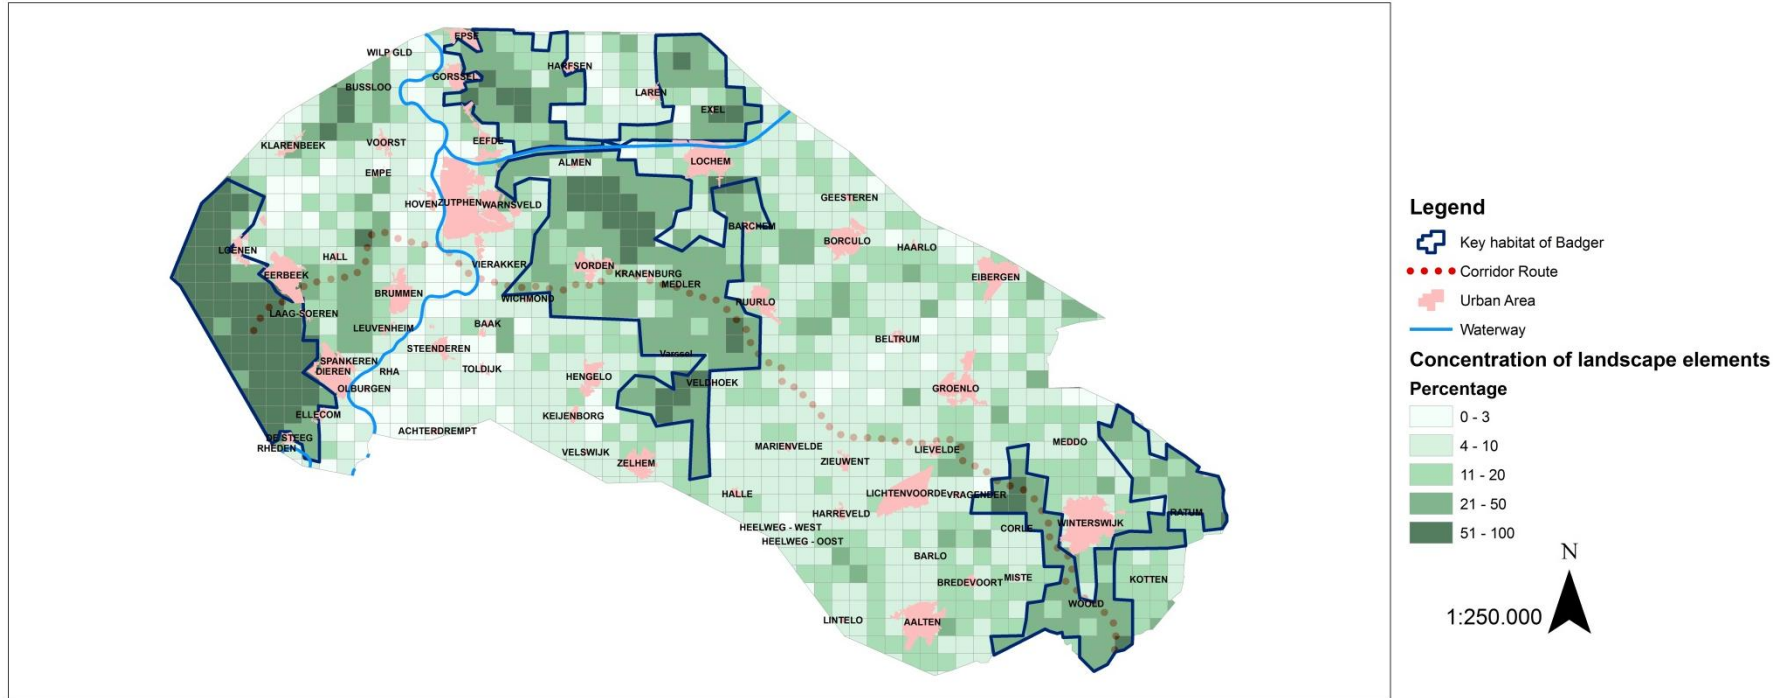 EPSE
WILP GLD
HARFSEN
GORSSEL
BUSSLOO
LAREN
EXEL
EEFDE
VOORST
KLARENBEEK
ALMEN
LOCHEM
EMPE
GEESTEREN
HOVEN
ZUTPHEN
WARNSVELD
BARCHEM
BORCULO
HAARLO
LOENEN
HALL
VIERAKKER
VORDEN
EERBEEK
KRANENBURG
EIBERGEN
MEDLER
BRUMMEN
WICHMOND
RUURLO
LAAG-SOEREN
BAAK
LEUVENHEIM
BELTRUM
STEENDEREN
Varssel
SPANKEREN
DIEREN
RHA
TOLDIJK
HENGELO
VELDHOEK
OLBURGEN
GROENLO
ELLECOM
KEIJENBORG
ACHTERDREMPT
DE STEEG
RHEDEN
MEDDO
MARIENVELDE
LIEVELDE
VELSWIJK
ZELHEM
ZIEUWENT
HALLE
LICHTENVOORDE
VRAGENDER
HARREVELD
RATUM
WINTERSWIJK
HEELWEG - WEST
CORLE
HEELWEG - OOST
BARLO
BREDEVOORT
MISTE
KOTTEN
WOOLD
LINTELO
AALTEN
Legend
Key habitat of Badger
Corridor Route
Urban Area
Waterway
Concentration of landscape elements
Percentage
0 - 3
4 - 10
11 - 20
21 - 50
51 - 100
N
1:250.000